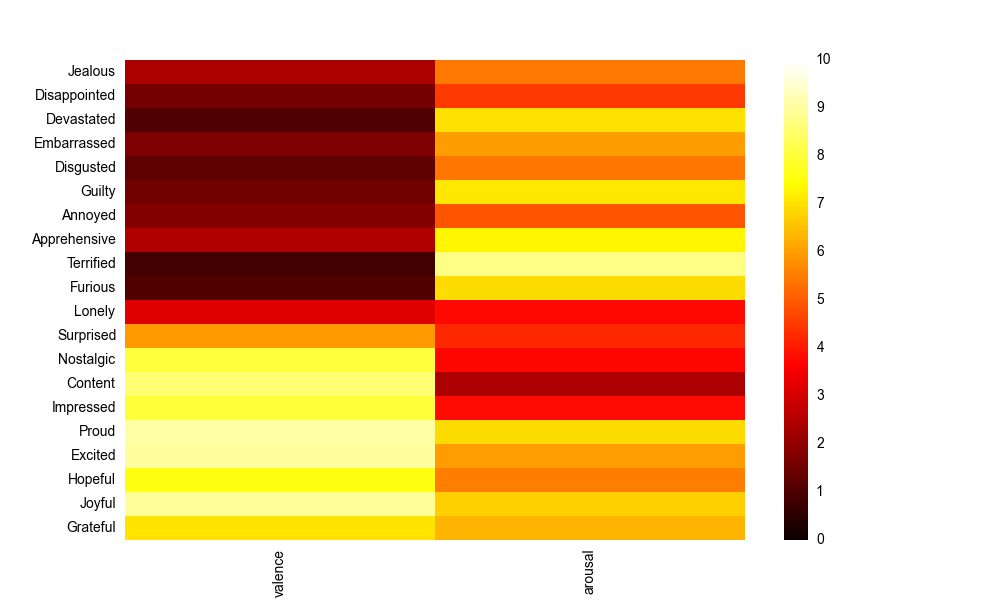 Jealous
Disappointed
Devastated
Embarrassed
Disgusted
Guilty
Annoyed
Apprehensive
Terrified
Furious
Lonely
Surprised
Nostalgic
Content
Impressed
Proud
Excited
Hopeful
Joyful
Grateful
valence
arousal
10
9
8
7
6
5
4
3
2
1
0